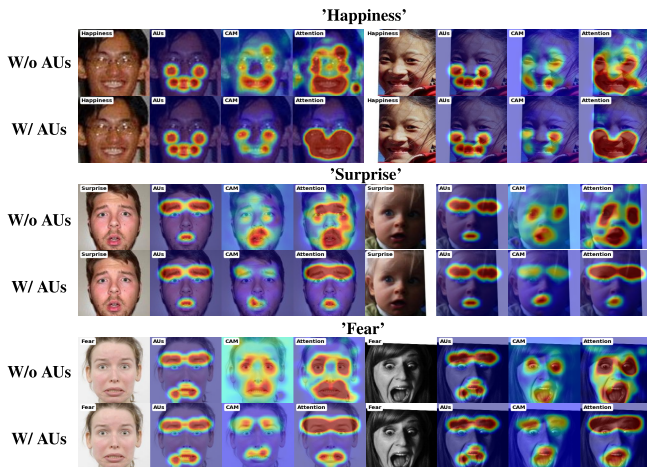 'Happiness'
W/o AUs
Happiness AUs CAM Attention Happiness AUs CAM Attention
W/ AUs
Happiness AUs CAM Attention Happiness AUs CAM Attention
'Surprise'
W/o AUs
Surprise AUs CAM Attention Surprise AUs CAM Attention
W/ AUs
Surprise AUs CAM Attention Surprise AUs CAM Attention
'Fear'
W/o AUs
Fear AUs CAM Attention Fear AUs CAM Attention
W/ AUs
Fear AUs CAM Attention Fear AUs CAM Attention